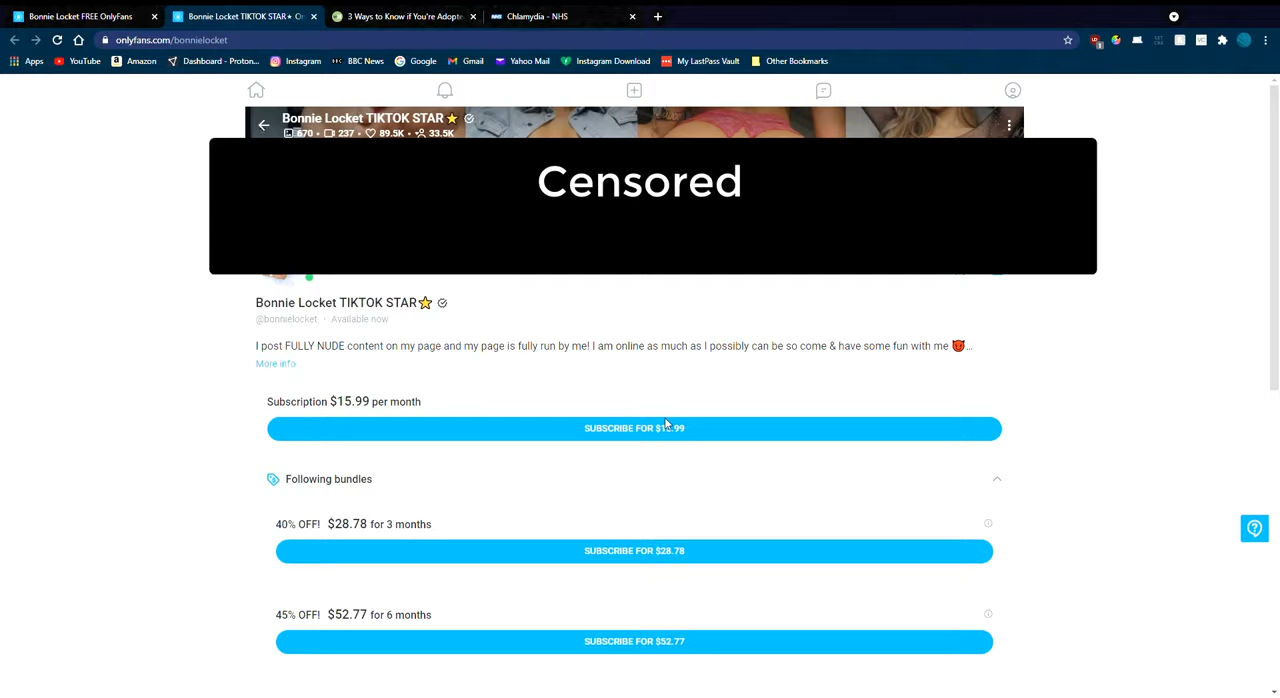 Bonnie Locket FREE OnlyFans
Bonnie Locket TIKTOK STAR⭐ O
3 Ways to Know if You're Adopte
Chlamydia - NHS
onlyfans.com/bonnielocket
Apps YouTube Amazon Dashboard - Proton... Instagram BBC News Google Gmail Yahoo Mail Instagram Download My LastPass Vault Other Bookmarks
Bonnie Locket TIKTOK STAR ⭐
670 • 237 • 89.5K • 33.5K
Censored
Bonnie Locket TIKTOK STAR⭐
@bonnielocket · Available now
I post FULLY NUDE content on my page and my page is fully run by me! I am online as much as I possibly can be so come & have some fun with me 😈...
More info
Subscription $15.99 per month
SUBSCRIBE FOR $15.99
Following bundles
40% OFF! $28.78 for 3 months
SUBSCRIBE FOR $28.78
45% OFF! $52.77 for 6 months
SUBSCRIBE FOR $52.77